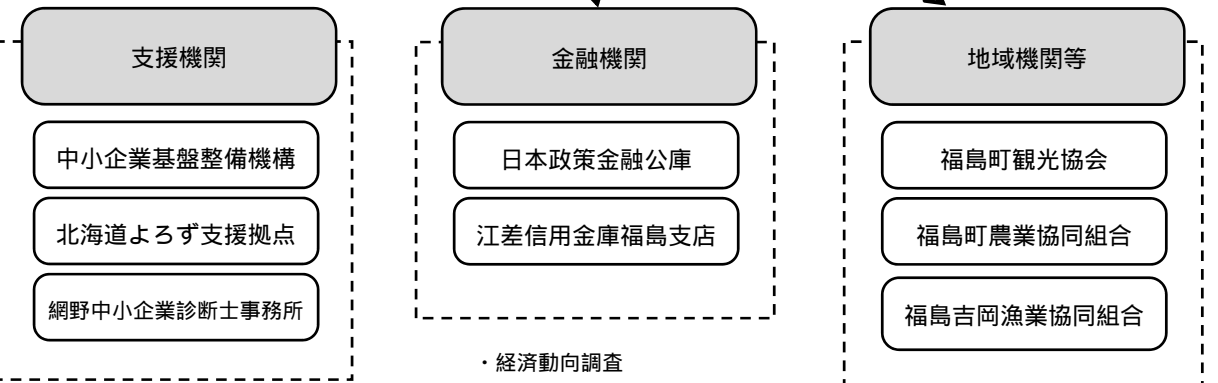 支援機関
中小企業基盤整備機構
北海道よろず支援拠点
網野中小企業診断士事務所
金融機関
日本政策金融公庫
江差信用金庫福島支店
・経済動向調査
地域機関等
福島町観光協会
福島町農業協同組合
福島吉岡漁業協同組合